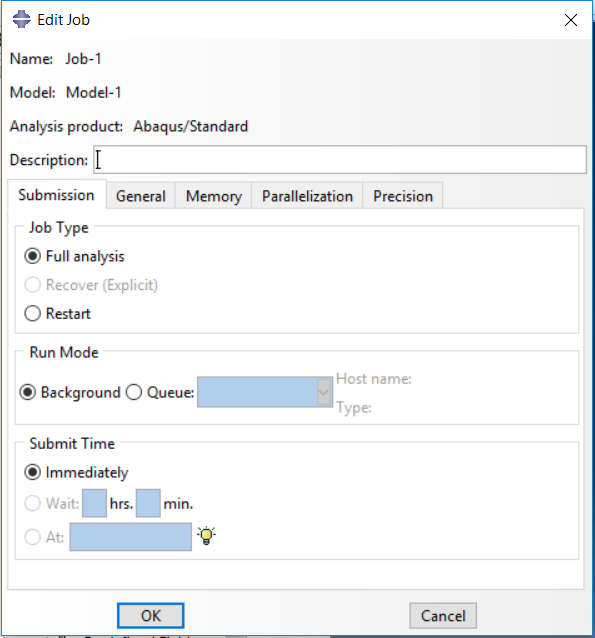 Edit Job
Name: Job-1
Model: Model-1
Analysis product: Abaqus/Standard
Description:
Submission General Memory Parallelization Precision
Job Type
Full analysis
Recover (Explicit)
Restart
Run Mode
Background Queue: Host name:
Type:
Submit Time
Immediately
Wait: hrs. min.
At:
OK Cancel